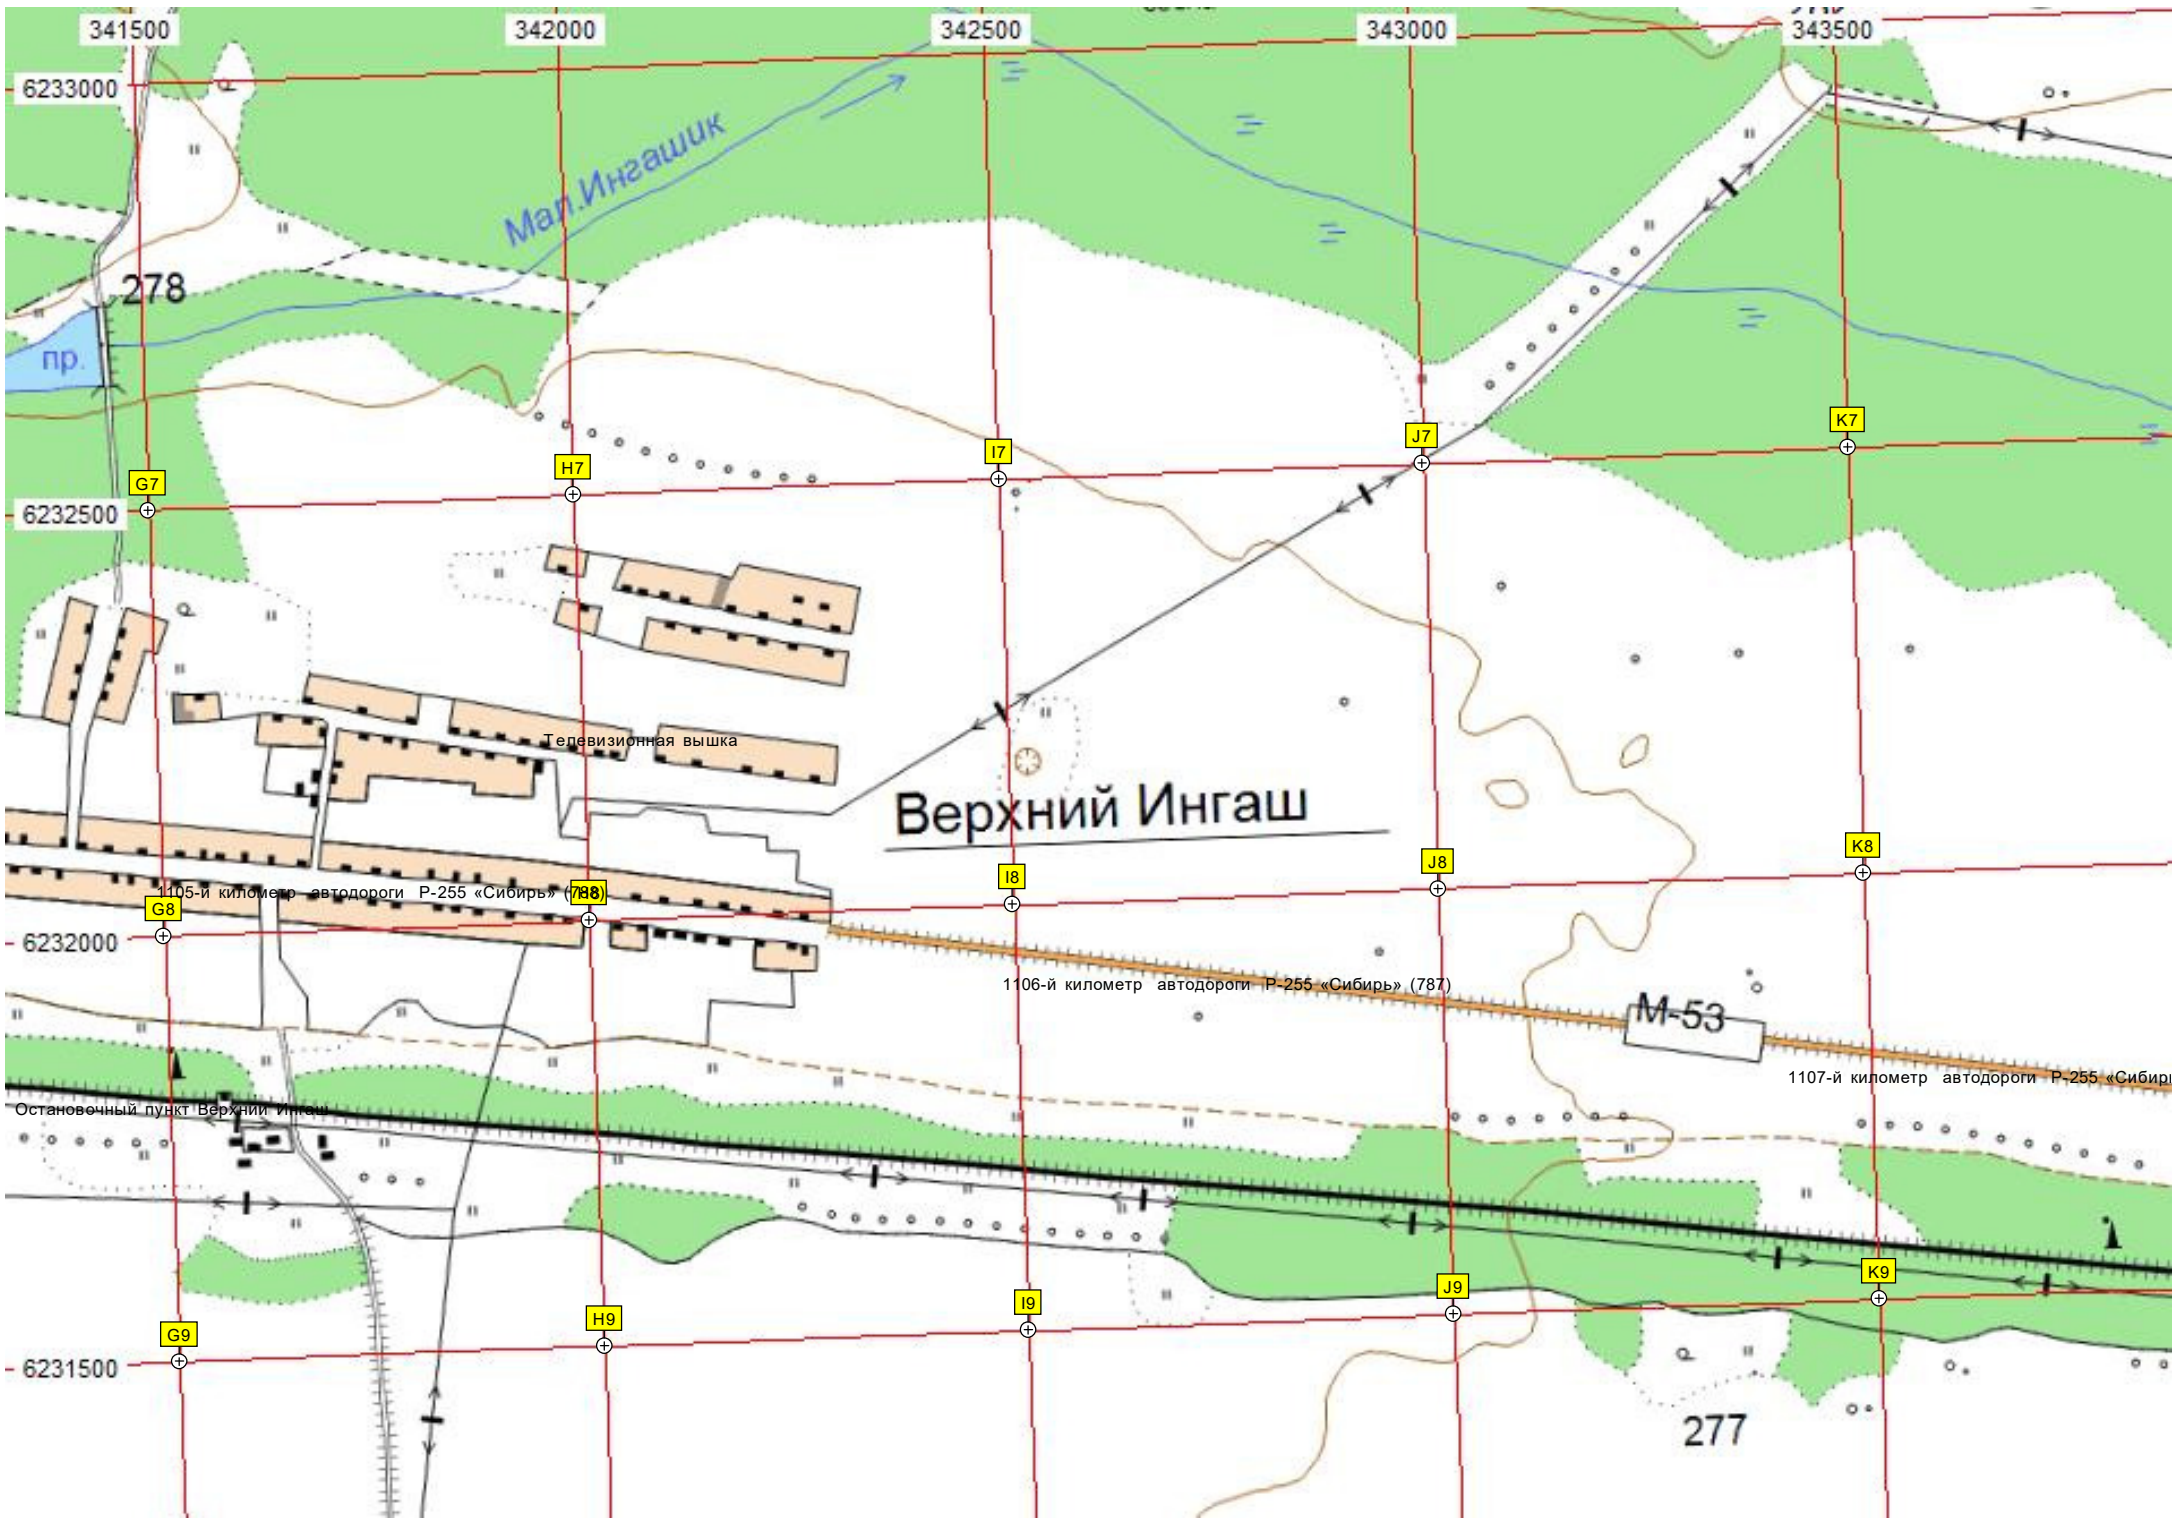 341500 342000 342500 343000 343500
6233000
Мал.Ингашик
278
пр.
K7
J7
I7
H7
G7
6232500
Телевизионная вышка
Верхний Ингаш
K8
J8
I8
1105-й километр автодороги Р-255 «Сибирь» (788)
H8
G8
6232000
1106-й километр автодороги Р-255 «Сибирь» (787)
М-53
1107-й километр автодороги Р-255 «Сибирь
Остановочный пункт Верхний Ингаш
K9
J9
I9
H9
G9
6231500
277